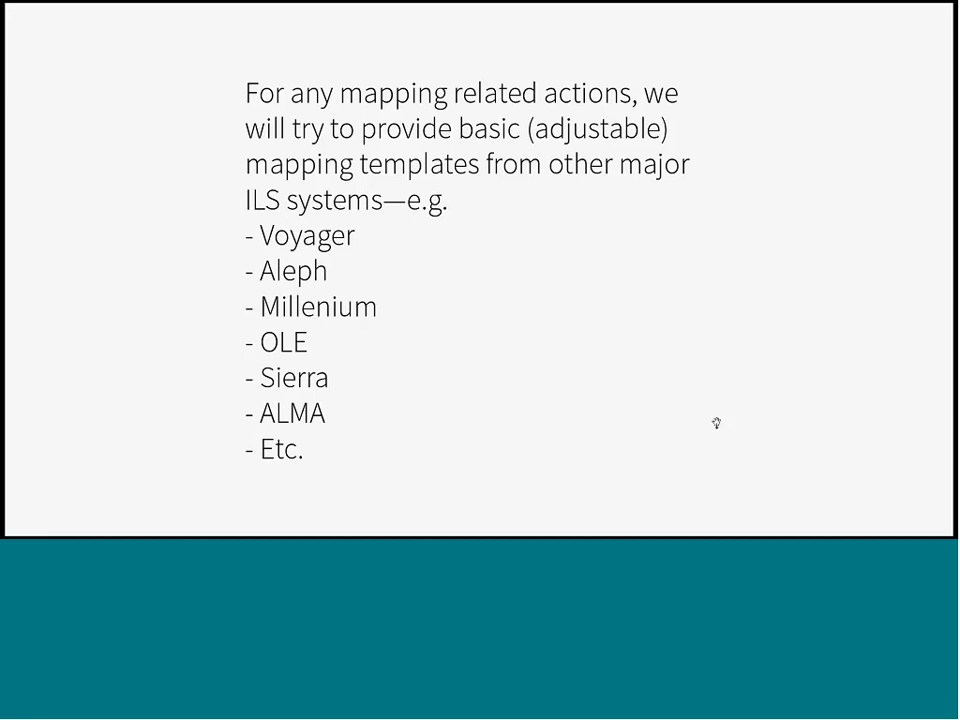 For any mapping related actions, we
will try to provide basic (adjustable)
mapping templates from other major
ILS systems—e.g.
- Voyager
- Aleph
- Millenium
- OLE
- Sierra
- ALMA
- Etc.